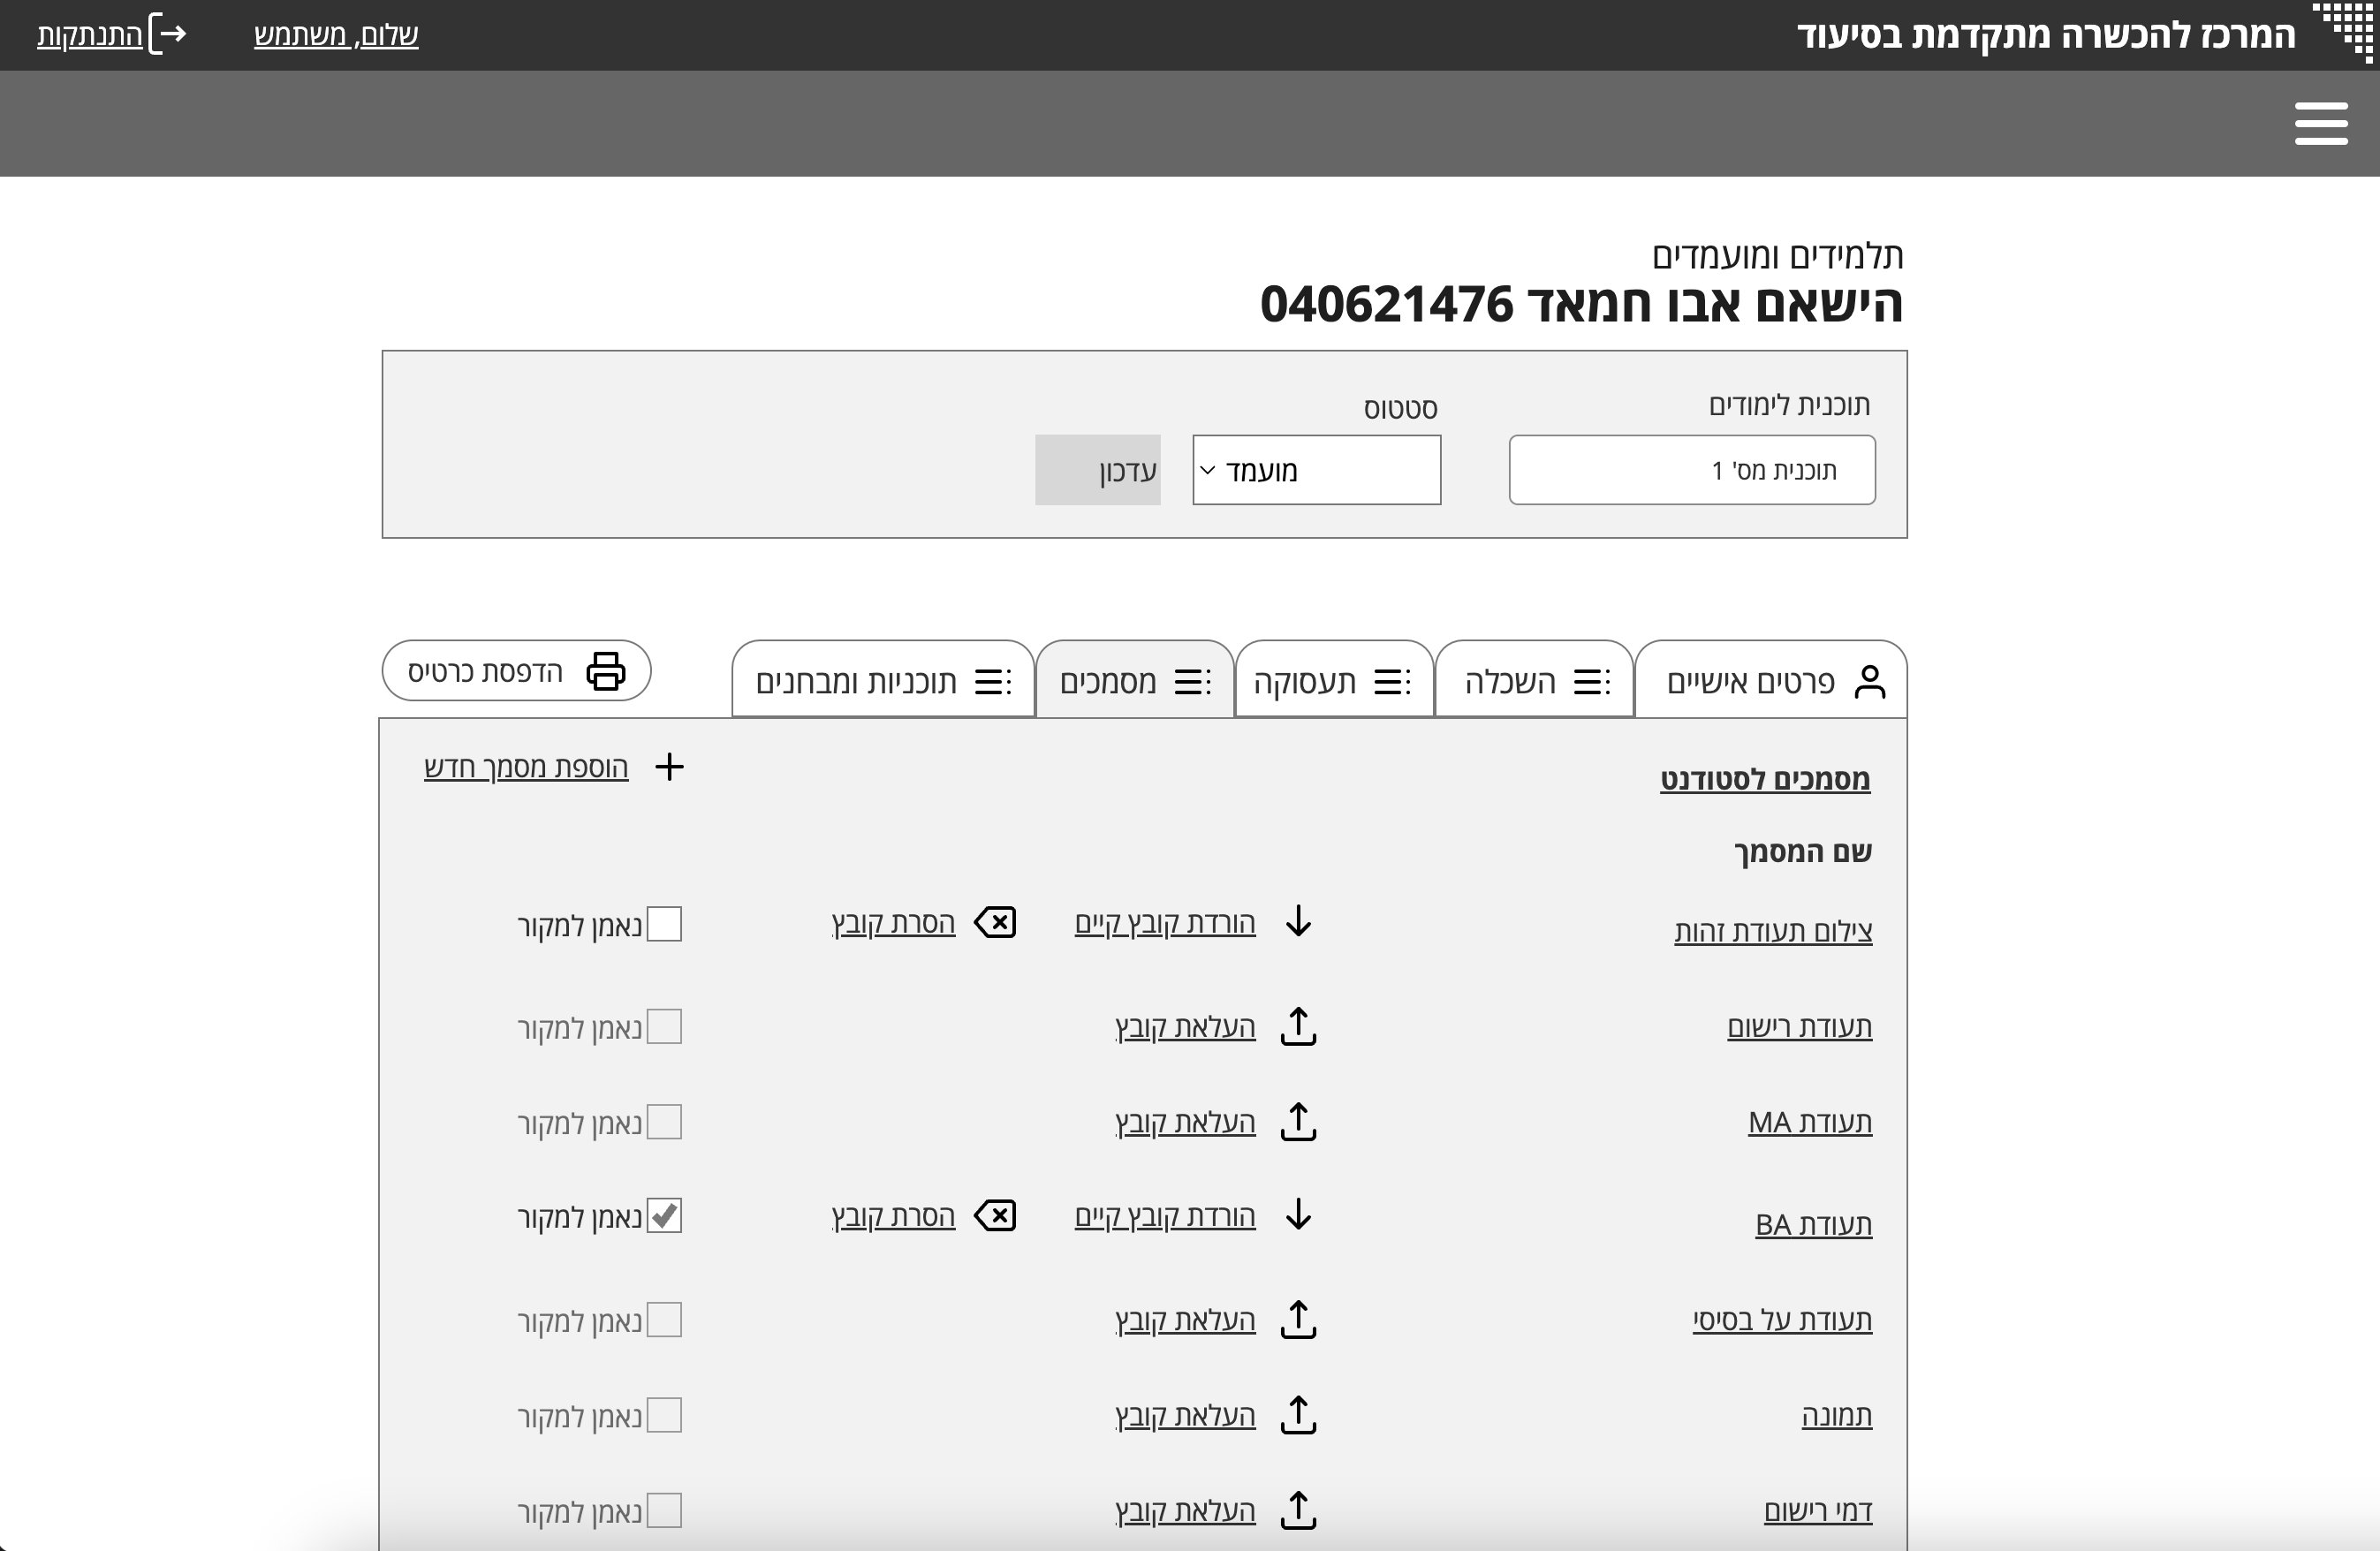 המרכז להכשרה מתקדמת בסיעוד
שלום, משתמש
התנתקות
תלמידים ומועמדים
הישאם אבו חמאד 040621476
תוכנית לימודים
סטטוס
תוכנית מס' 1
מועמד
עדכון
פרטים אישיים
השכלה
תעסוקה
מסמכים
תוכניות ומבחנים
הדפסת כרטיס
מסמכים לסטודנט
הוספת מסמך חדש
שם המסמך
צילום תעודת זהות הורדת קובץ קיים הסרת קובץ נאמן למקור
תעודת רישום העלאת קובץ נאמן למקור
תעודת MA העלאת קובץ נאמן למקור
תעודת BA הורדת קובץ קיים הסרת קובץ נאמן למקור
תעודת על בסיסי העלאת קובץ נאמן למקור
תמונה העלאת קובץ נאמן למקור
דמי רישום העלאת קובץ נאמן למקור